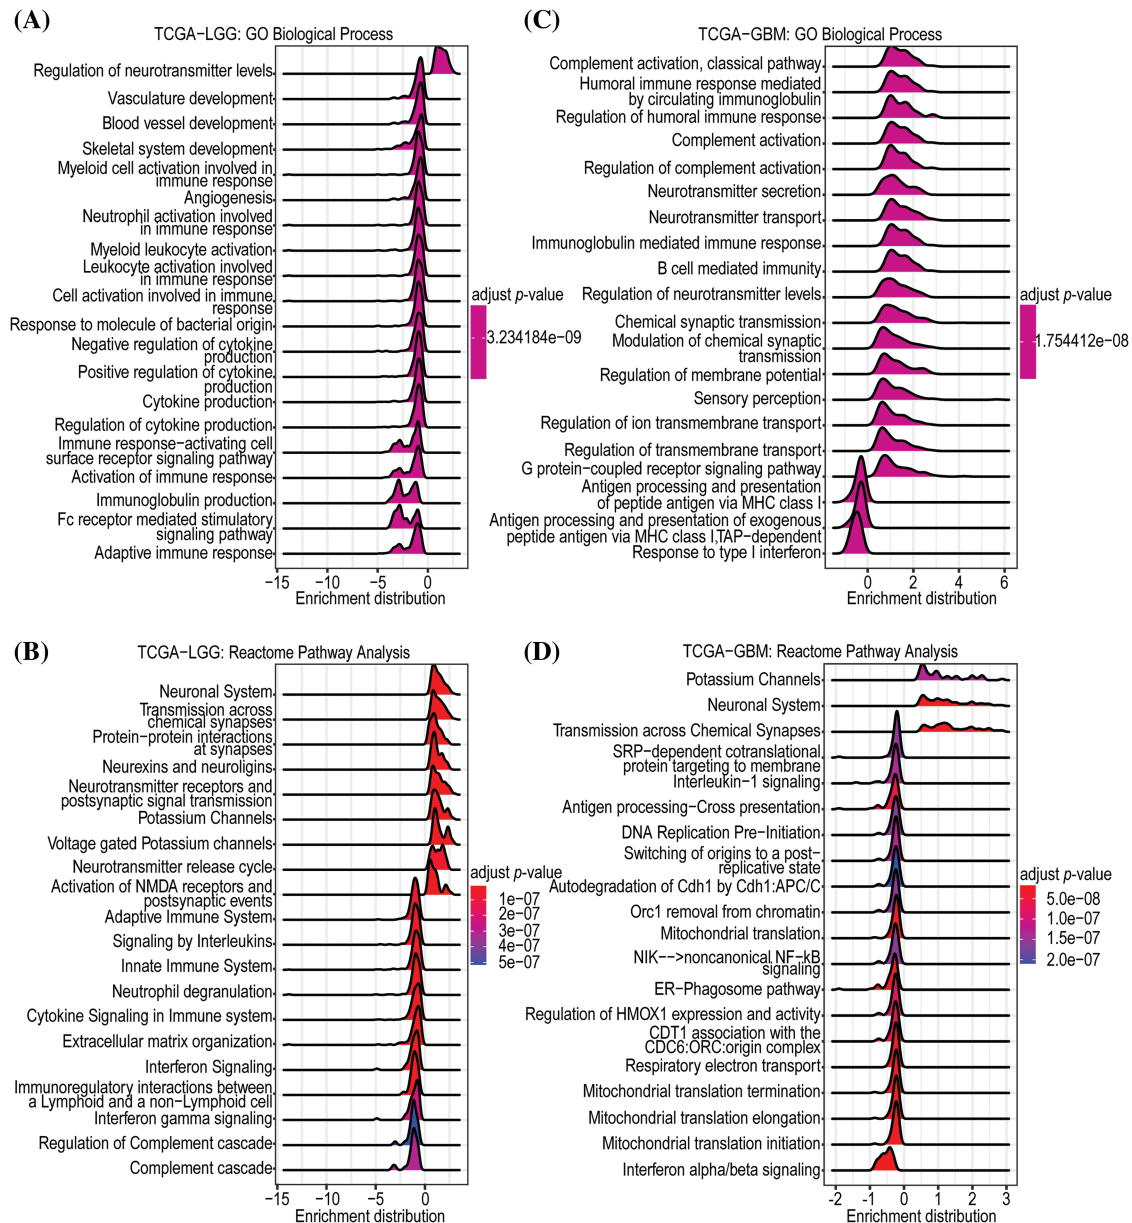 (A)
TCGA−LGG: GO Biological Process
Regulation of neurotransmitter levels
Vasculature development
Blood vessel development
Skeletal system development
Myeloid cell activation involved in
immune response
Angiogenesis
Neutrophil activation involved
in immune response
Myeloid leukocyte activation
Leukocyte activation involved
in immune response
Cell activation involved in immune
response
Response to molecule of bacterial origin
Negative regulation of cytokine
production
Positive regulation of cytokine
production
Cytokine production
Regulation of cytokine production
Immune response−activating cell
surface receptor signaling pathway
Activation of immune response
Immunoglobulin production
Fc receptor mediated stimulatory
signaling pathway
Adaptive immune response
−15 −10 −5 0
Enrichment distribution
adjust p-value
3.234184e−09
(C)
TCGA−GBM: GO Biological Process
Complement activation, classical pathway
Humoral immune response mediated
by circulating immunoglobulin
Regulation of humoral immune response
Complement activation
Regulation of complement activation
Neurotransmitter secretion
Neurotransmitter transport
Immunoglobulin mediated immune response
B cell mediated immunity
Regulation of neurotransmitter levels
Chemical synaptic transmission
Modulation of chemical synaptic
transmission
Regulation of membrane potential
Sensory perception
Regulation of ion transmembrane transport
Regulation of transmembrane transport
G protein−coupled receptor signaling pathway
Antigen processing and presentation
of peptide antigen via MHC class I
Antigen processing and presentation of exogenous
peptide antigen via MHC class I,TAP−dependent
Response to type I interferon
0 2 4 6
Enrichment distribution
adjust p-value
1.754412e−08
(B)
TCGA−LGG: Reactome Pathway Analysis
Neuronal System
Transmission across
chemical synapses
Protein−protein interactions
at synapses
Neurexins and neuroligins
Neurotransmitter receptors and
postsynaptic signal transmission
Potassium Channels
Voltage gated Potassium channels
Neurotransmitter release cycle
Activation of NMDA receptors and
postsynaptic events
Adaptive Immune System
Signaling by Interleukins
Innate Immune System
Neutrophil degranulation
Cytokine Signaling in Immune system
Extracellular matrix organization
Interferon Signaling
Immunoregulatory interactions between
a Lymphoid and a non−Lymphoid cell
Interferon gamma signaling
Regulation of Complement cascade
Complement cascade
−15 −10 −5 0
Enrichment distribution
adjust p-value
1e−07
2e−07
3e−07
4e−07
5e−07
(D)
TCGA−GBM: Reactome Pathway Analysis
Potassium Channels
Neuronal System
Transmission across Chemical Synapses
SRP−dependent cotranslational
protein targeting to membrane
Interleukin−1 signaling
Antigen processing−Cross presentation
DNA Replication Pre−Initiation
Switching of origins to a post−
replicative state
Autodegradation of Cdh1 by Cdh1:APC/C
Orc1 removal from chromatin
Mitochondrial translation
NIK−−>noncanonical NF−kB
signaling
ER−Phagosome pathway
Regulation of HMOX1 expression and activity
CDT1 association with the
CDC6:ORC:origin complex
Respiratory electron transport
Mitochondrial translation termination
Mitochondrial translation elongation
Mitochondrial translation initiation
Interferon alpha/beta signaling
-2 -1 0 1 2 3
Enrichment distribution
adjust p-value
5.0e−08
1.0e−07
1.5e−07
2.0e−07